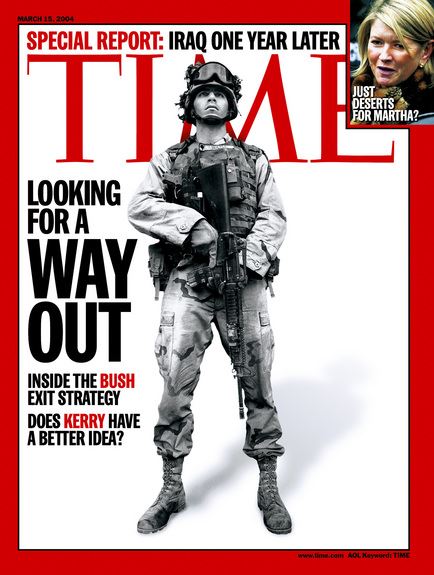 MARCH 15, 2004
SPECIAL REPORT: IRAQ ONE YEAR LATER
TIME
JUST
DESERTS
FOR MARTHA?
LOOKING
FOR A
WAY
OUT
INSIDE THE BUSH
EXIT STRATEGY
DOES KERRY HAVE
A BETTER IDEA?
www.time.com AOL Keyword: TIME